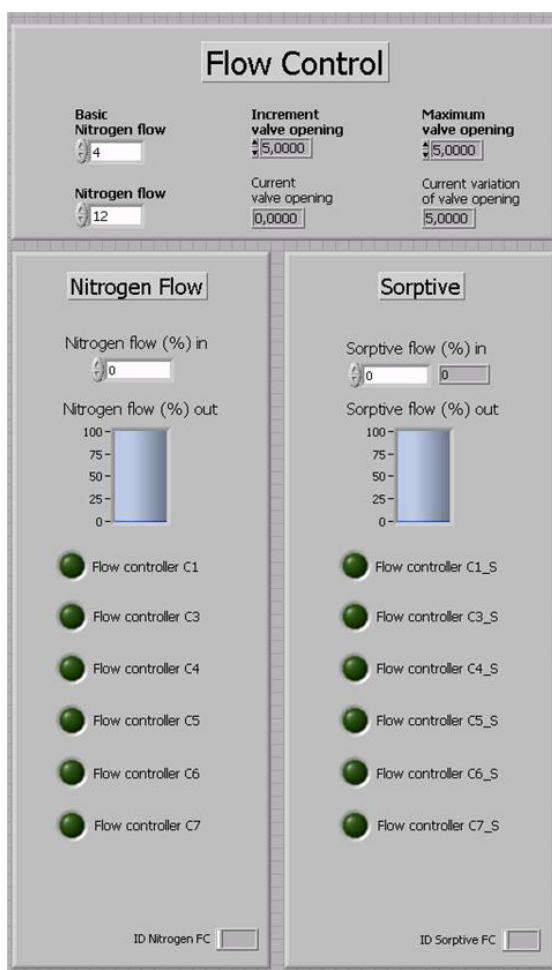 Flow Control
Basic
Nitrogen flow
4
Increment
valve opening
5,0000
Maximum
valve opening
5,0000
Nitrogen flow
12
Current
valve opening
0,0000
Current variation
of valve opening
5,0000
Nitrogen Flow
Nitrogen flow (%) in
0
Nitrogen flow (%) out
100
75
50
25
0
Flow controller C1
Flow controller C3
Flow controller C4
Flow controller C5
Flow controller C6
Flow controller C7
ID Nitrogen FC
Sorptive
Sorptive flow (%) in
0 0
Sorptive flow (%) out
100
75
50
25
0
Flow controller C1_S
Flow controller C3_S
Flow controller C4_S
Flow controller C5_S
Flow controller C6_S
Flow controller C7_S
ID Sorptive FC